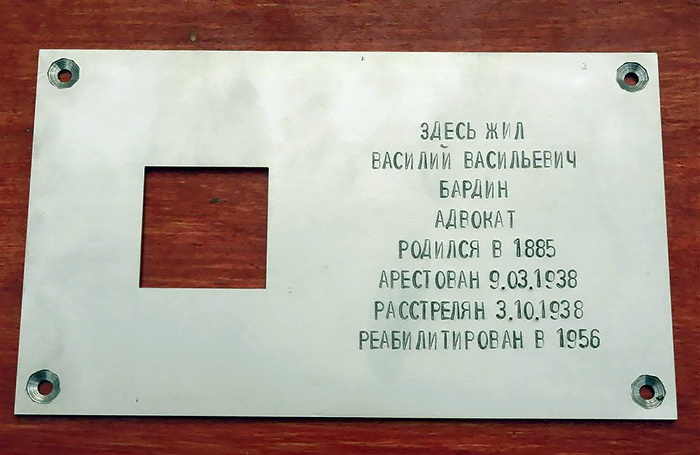 ЗДЕСЬ ЖИЛ
ВАСИЛИЙ ВАСИЛЬЕВИЧ
БАРДИН
АДВОКАТ
РОДИЛСЯ В 1885
АРЕСТОВАН 9.03.1938
РАССТРЕЛЯН 3.10.1938
РЕАБИЛИТИРОВАН В 1956